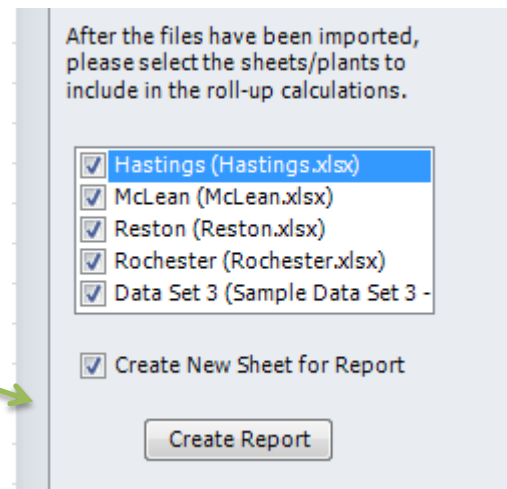 After the files have been imported,
please select the sheets/plants to
include in the roll-up calculations.
Hastings (Hastings.xlsx)
McLean (McLean.xlsx)
Reston (Reston.xlsx)
Rochester (Rochester.xlsx)
Data Set 3 (Sample Data Set 3 -
Create New Sheet for Report
Create Report